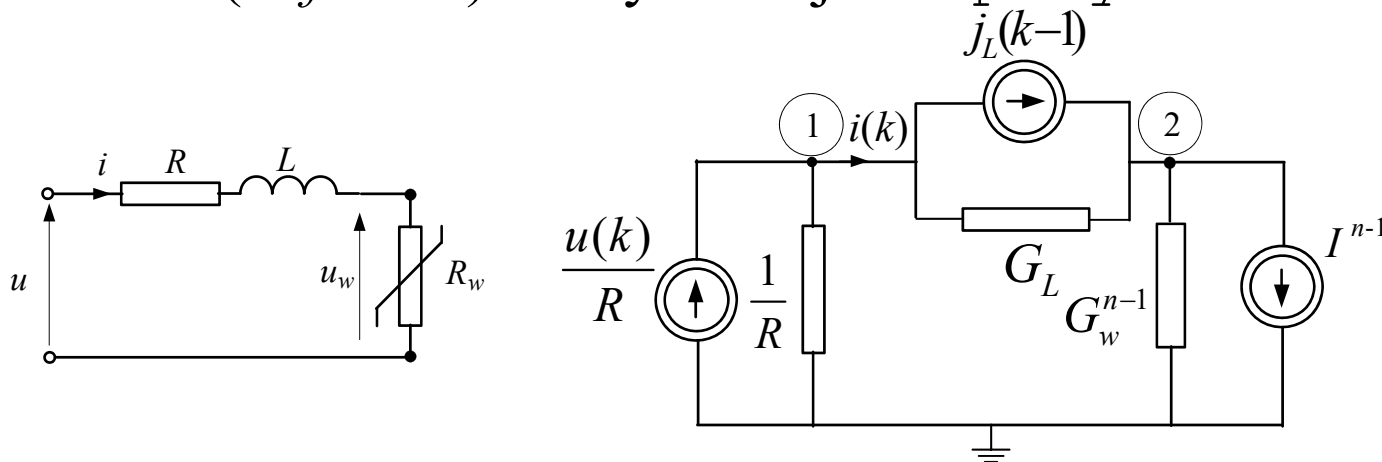 j_L(k−1)
1
i(k)
2
i
R
L
u
u_w
R_w
u(k)/R
1/R
G_L
G_w^{n−1}
I^{n-1}